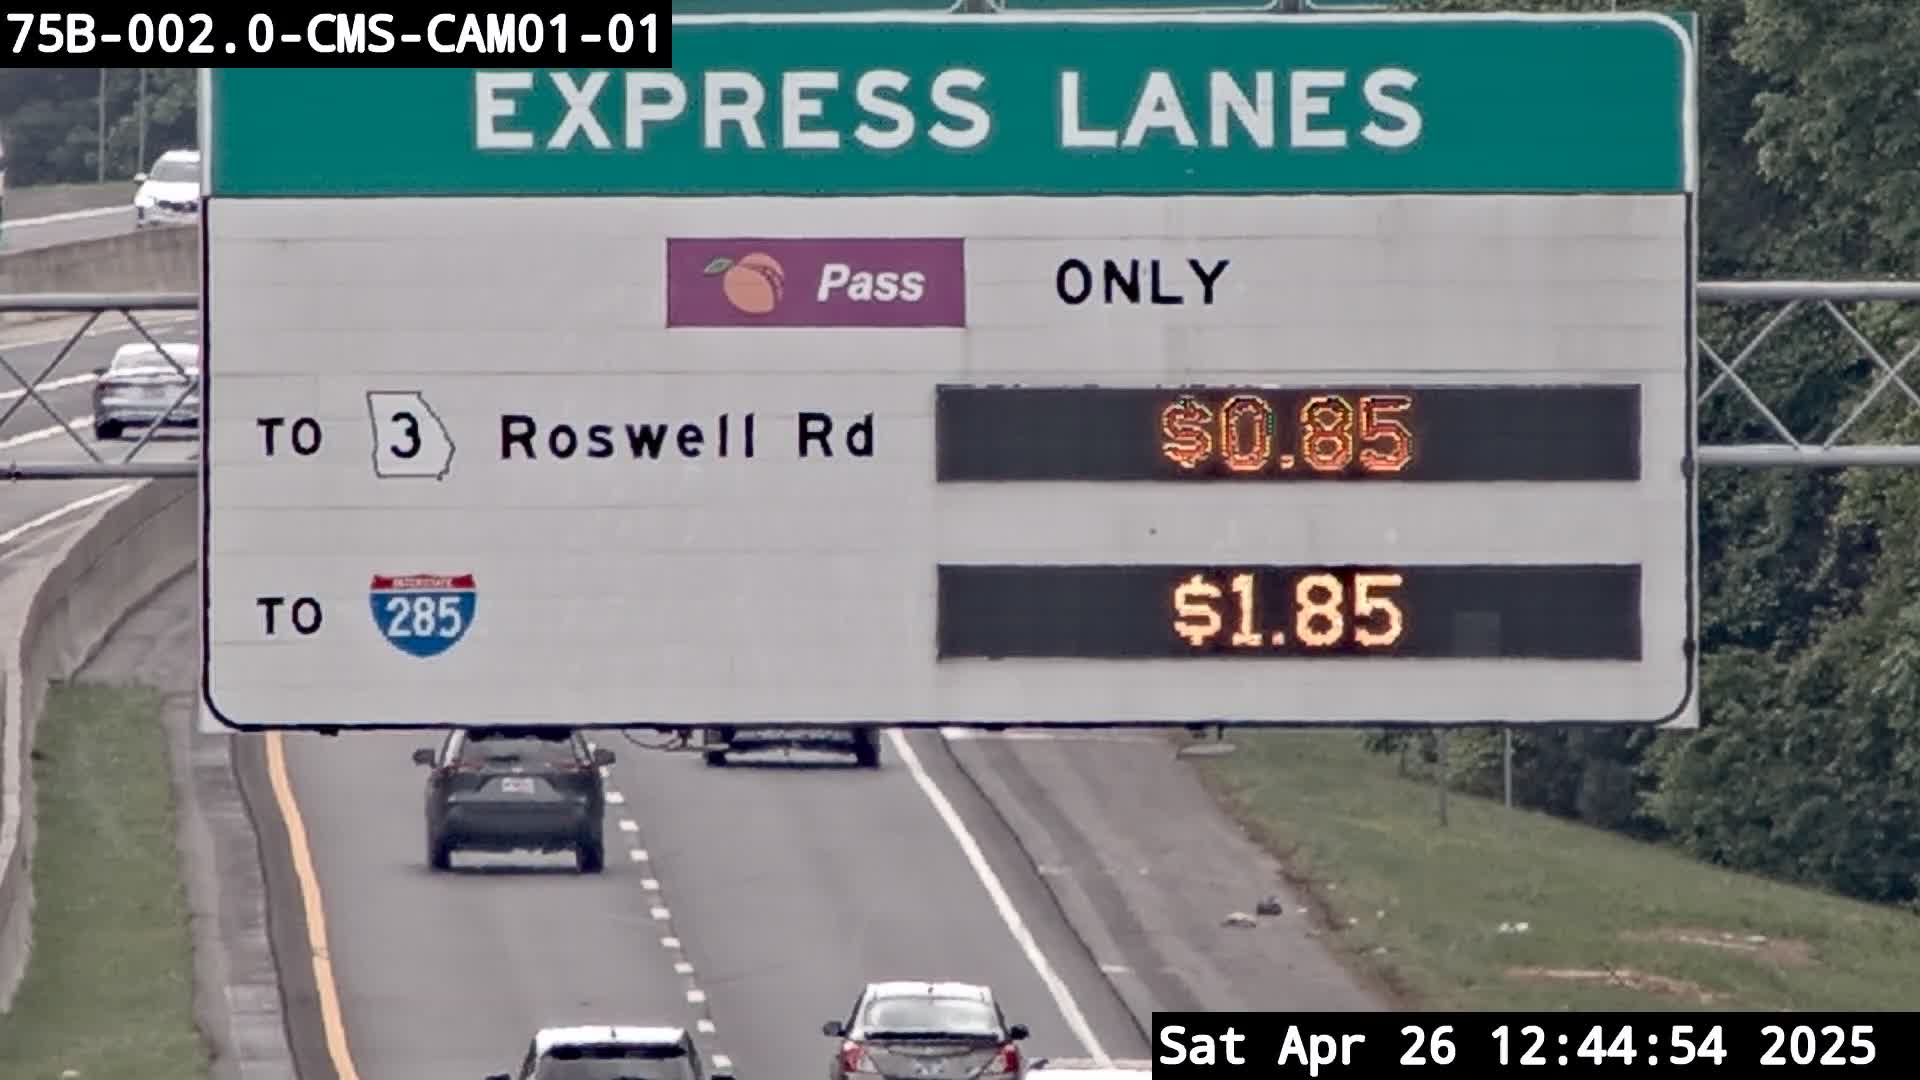 75B-002.0-CMS-CAM01-01
EXPRESS LANES
Pass ONLY
TO 3 Roswell Rd $0.85
INTERSTATE
TO 285 $1.85
Sat Apr 26 12:44:54 2025